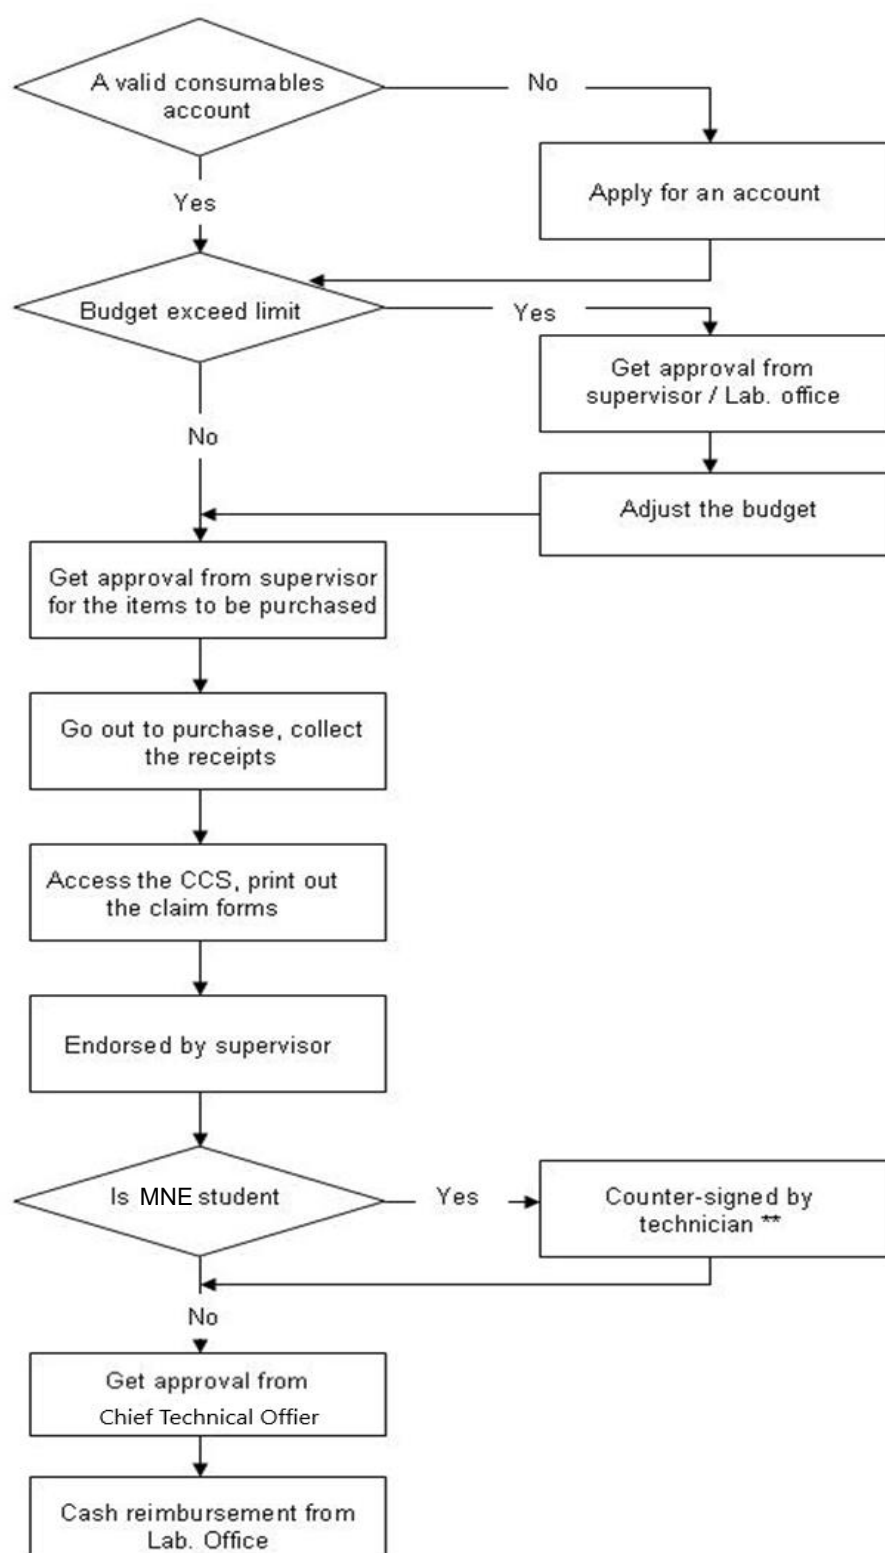 A valid consumables
account
No
Apply for an account
Yes
Budget exceed limit
Yes
Get approval from
supervisor / Lab. office
No
Adjust the budget
Get approval from supervisor
for the items to be purchased
Go out to purchase, collect
the receipts
Access the CCS, print out
the claim forms
Endorsed by supervisor
Is MNE student
Yes
Counter-signed by
technician **
No
Get approval from
Chief Technical Offier
Cash reimbursement from
Lab. Office